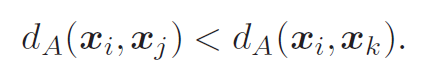 d_A(x_i, x_j) < d_A(x_i, x_k).